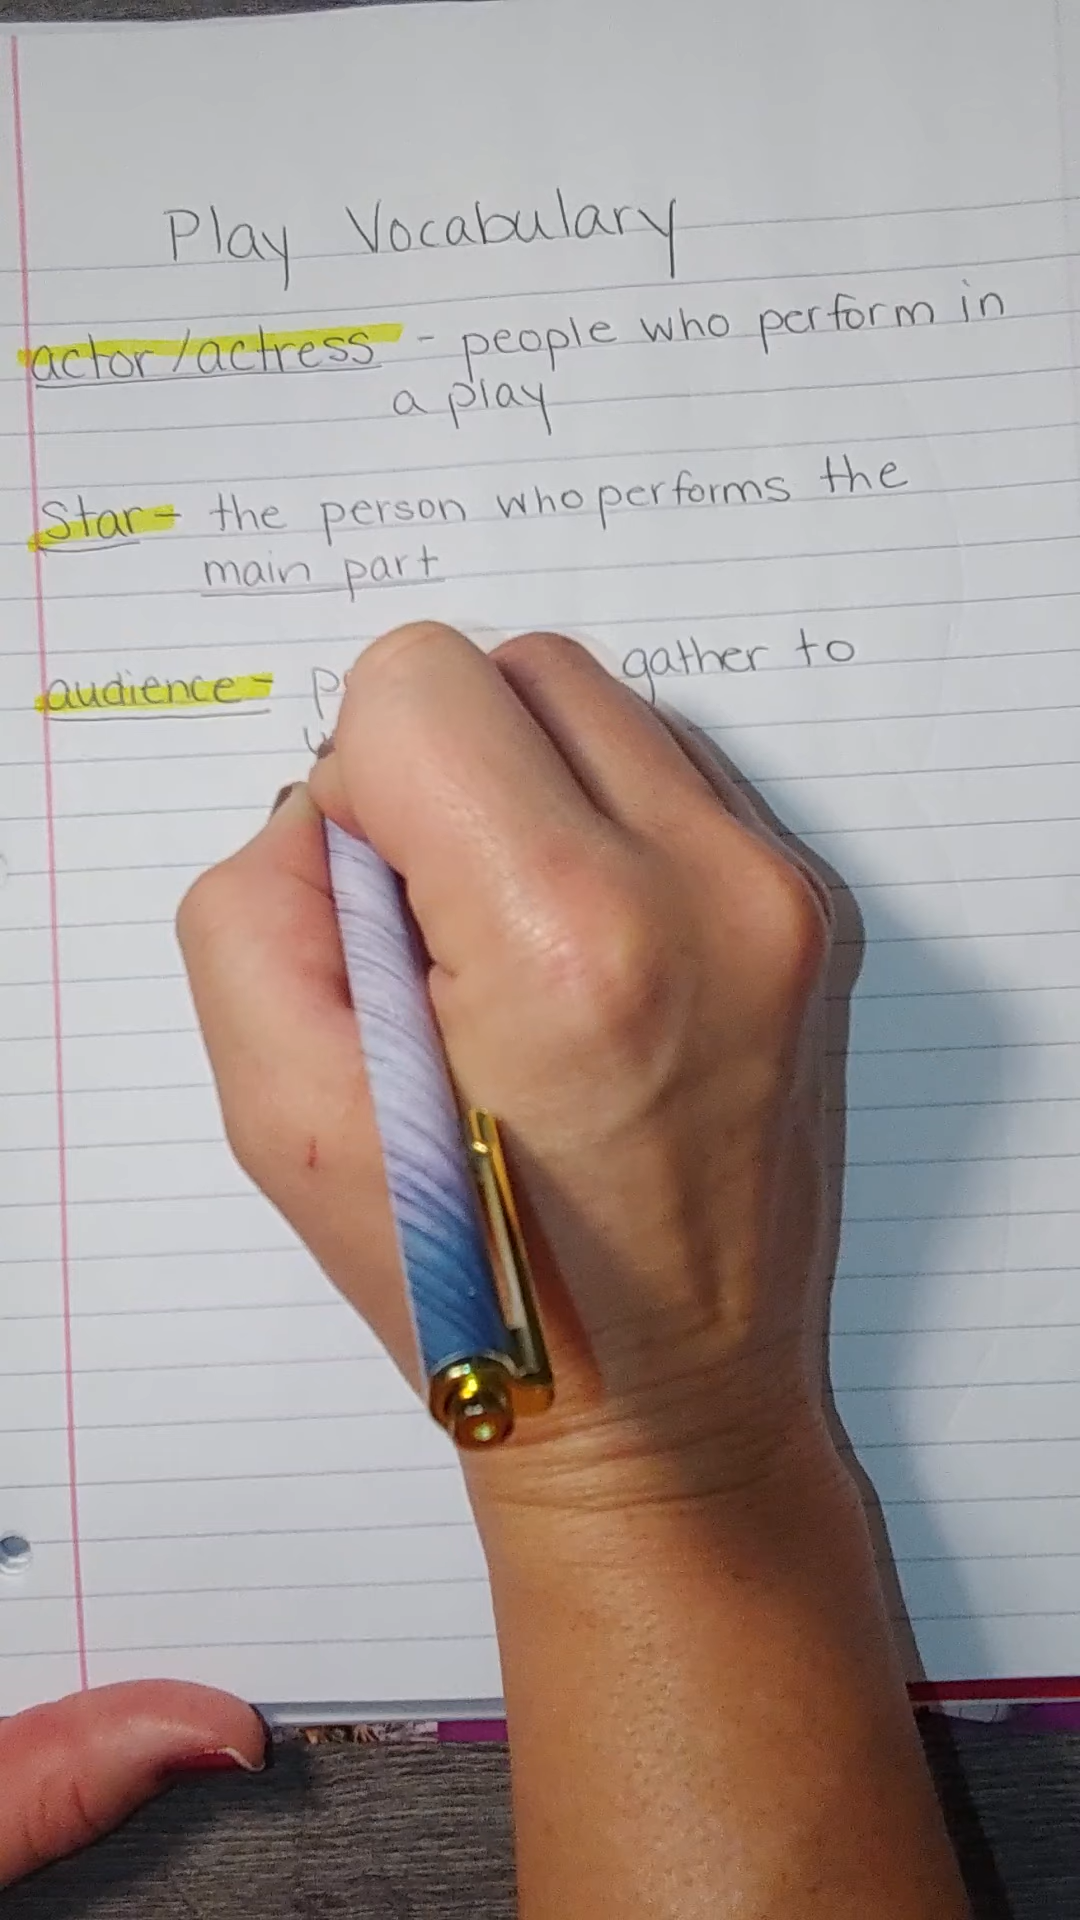 Play Vocabulary
actor/actress - people who perform in
a play
Star - the person who performs the
main part
audience - gather to